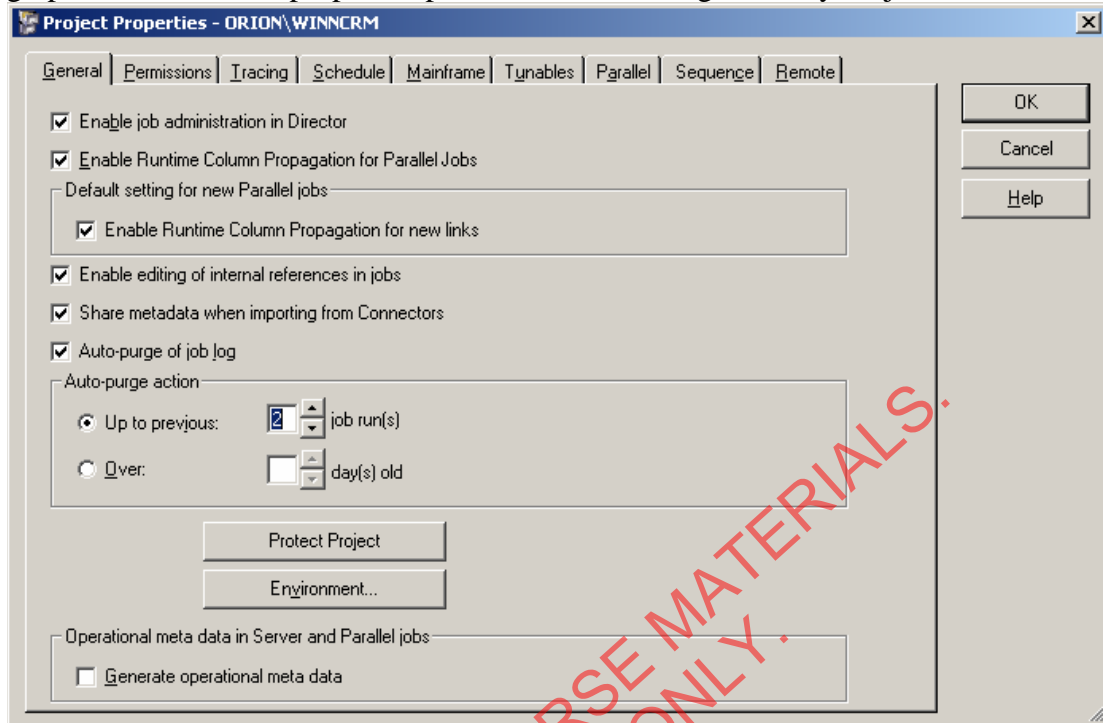 Project Properties - ORION\WINNCRM
General Permissions Tracing Schedule Mainframe Tunables Parallel Sequence Remote
OK
Cancel
Help
Enable job administration in Director
Enable Runtime Column Propagation for Parallel Jobs
Default setting for new Parallel jobs
Enable Runtime Column Propagation for new links
Enable editing of internal references in jobs
Share metadata when importing from Connectors
Auto-purge of job log
Auto-purge action
Up to previous: 2 job run(s)
Over: day(s) old
Protect Project
Environment...
Operational meta data in Server and Parallel jobs
Generate operational meta data
MATERIALS.
ONLY.